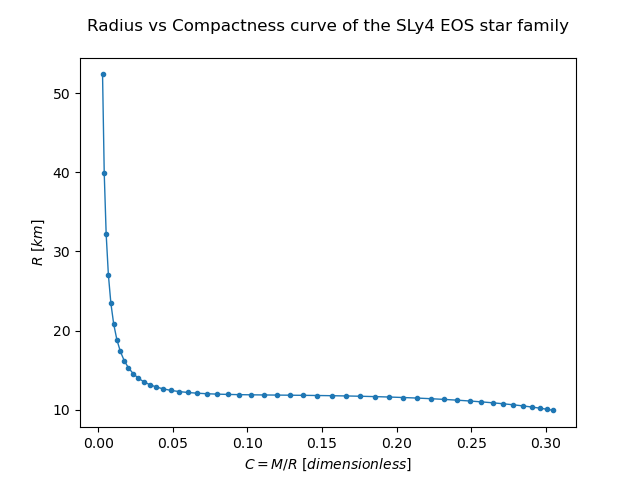 Radius vs Compactness curve of the SLy4 EOS star family
50
40
30
20
10
R [km]
0.00 0.05 0.10 0.15 0.20 0.25 0.30
C = M/R [dimensionless]